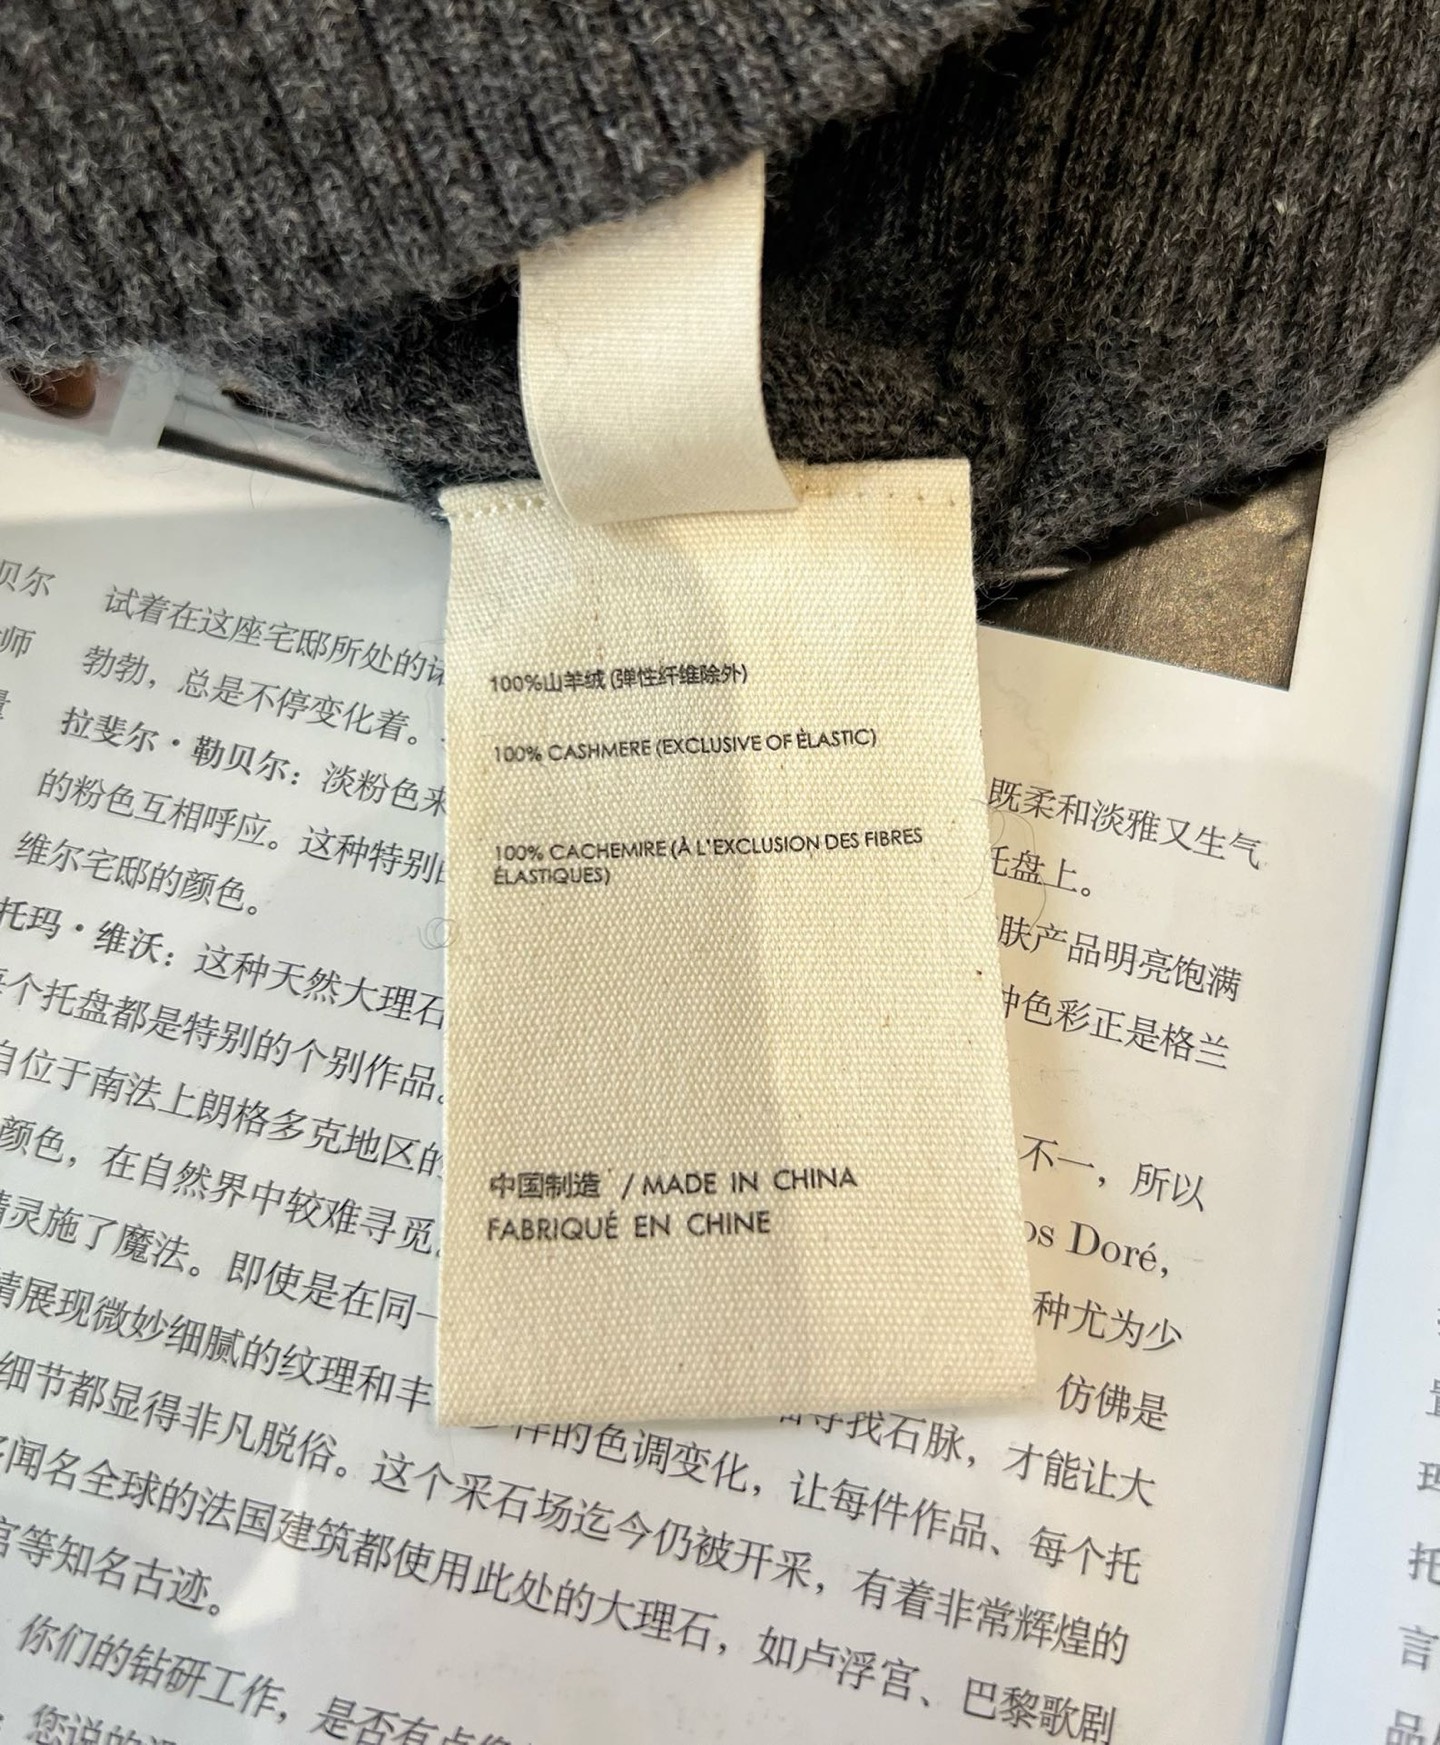 100%山羊绒 (弹性纤维除外)
100% CASHMERE (EXCLUSIVE OF ÉLASTIC)
100% CACHEMIRE (À L'EXCLUSION DES FIBRES
ÉLASTIQUES)
中国制造 / MADE IN CHINA
FABRIQUÉ EN CHINE
贝尔 试着在这座宅邸所处的
师 勃勃，总是不停变化着。
拉斐尔·勒贝尔：淡粉色来 既柔和淡雅又生气
的粉色互相呼应。这种特别 托盘上。
维尔宅邸的颜色。 肤产品明亮饱满
托玛·维沃：这种天然大理石 种色彩正是格兰
每个托盘都是特别的个别作品。
自位于南法上朗格多克地区的 不一，所以
颜色，在自然界中较难寻觅。 os Doré，
精灵施了魔法。即使是在同一 种尤为少
情展现微妙细腻的纹理和丰 仿佛是
细节都显得非凡脱俗。这个采石场迄今仍被开采，有着非常辉煌的
样的色调变化，让每件作品、每个托
寻找石脉，才能让大
闻名全球的法国建筑都使用此处的大理石，如卢浮宫、巴黎歌剧
宫等知名古迹。
你们的钻研工作，是否有点像
您说的
置
托
言
品